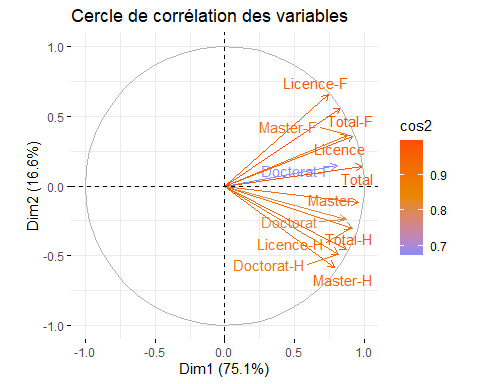 Cercle de corrélation des variables
Licence-F
Total-F
Master-F
Licence
Doctorat-F
Total
Master
Doctorat
Total-H
Licence-H
Doctorat-H
Master-H
1.0
0.5
0.0
-0.5
-1.0
Dim2 (16.6%)
-1.0 -0.5 0.0 0.5 1.0
Dim1 (75.1%)
cos2
0.9
0.8
0.7